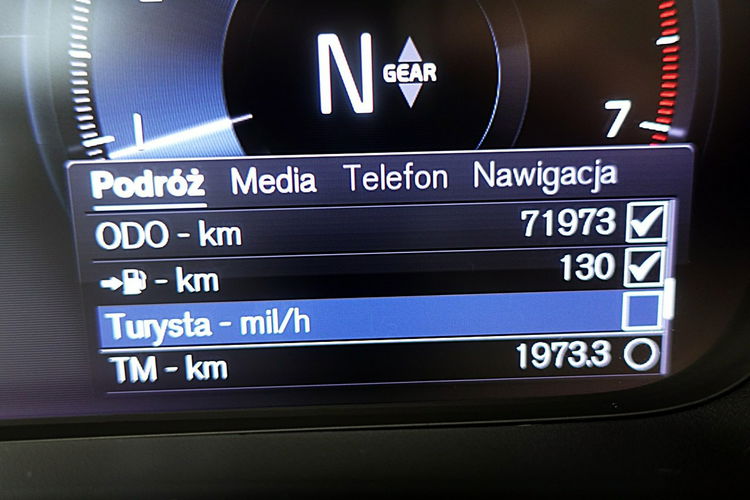 N GEAR
7
Podróż Media Telefon Nawigacja
ODO - km 71973
- km 130
Turysta - mil/h
TM - km 1973.3